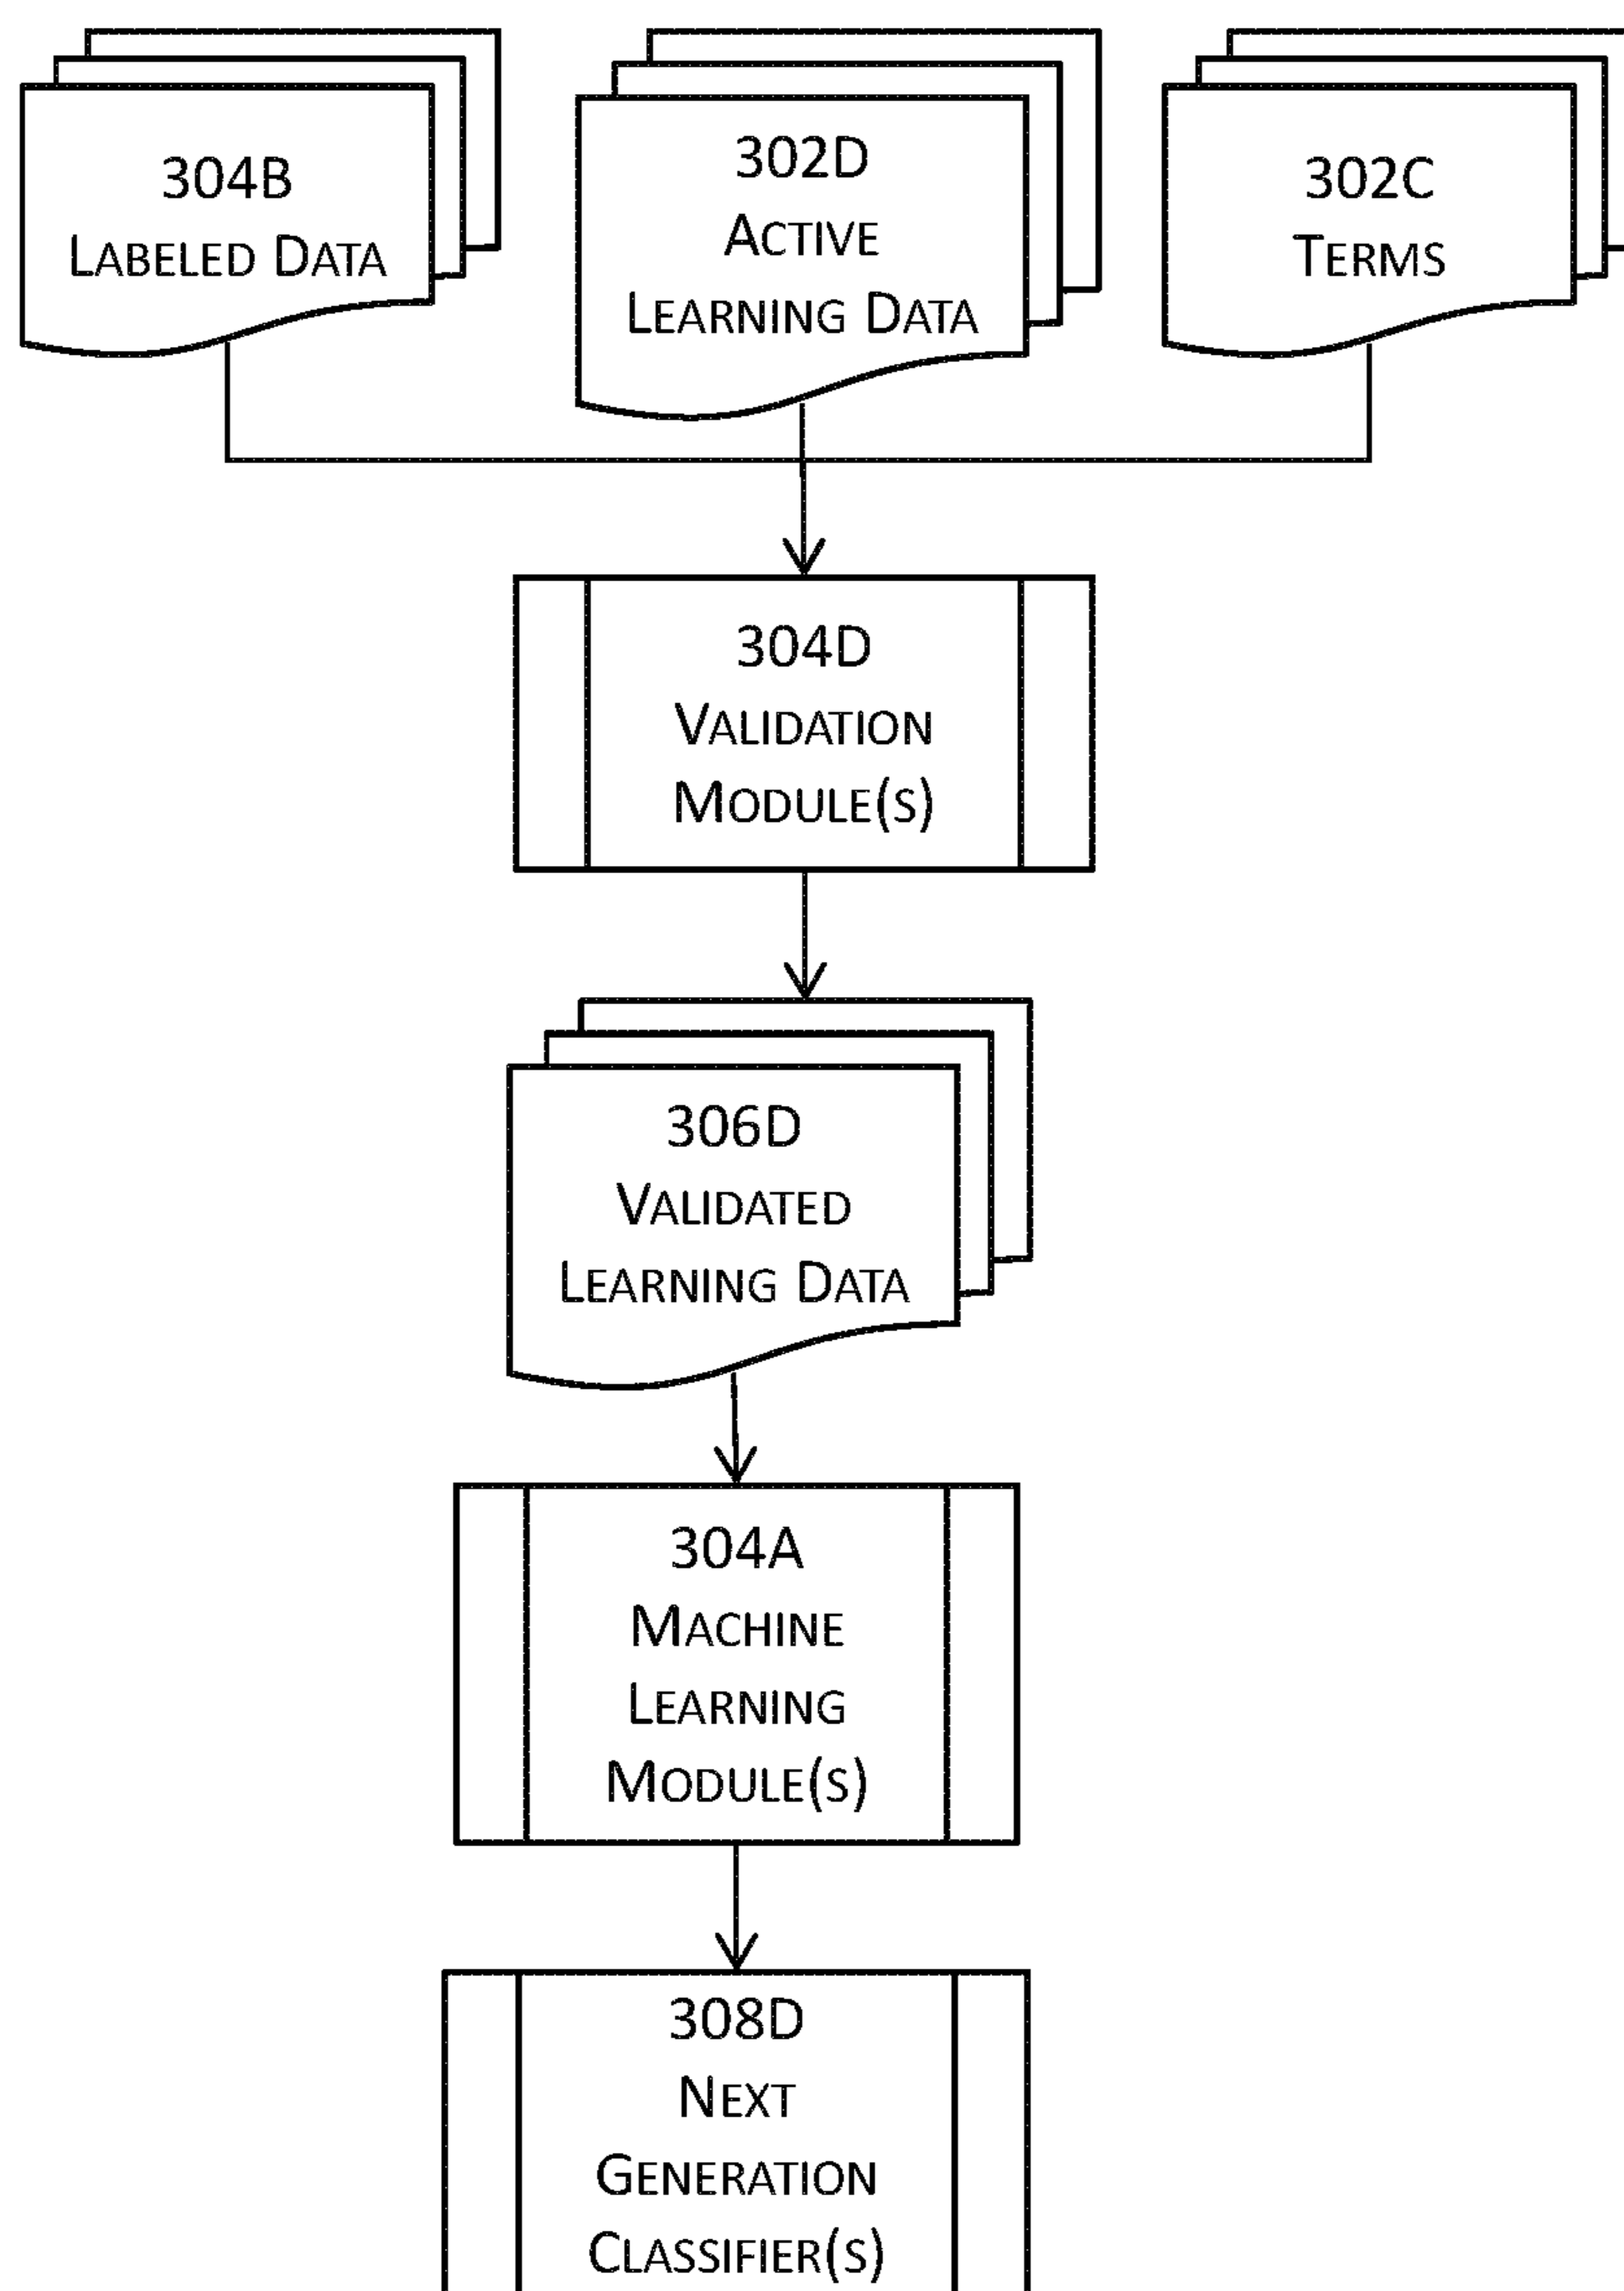 304B
LABELED DATA
302D
ACTIVE
LEARNING DATA
302C
TERMS
304D
VALIDATION
MODULE(S)
306D
VALIDATED
LEARNING DATA
304A
MACHINE
LEARNING
MODULE(S)
308D
NEXT
GENERATION
CLASSIFIER(S)